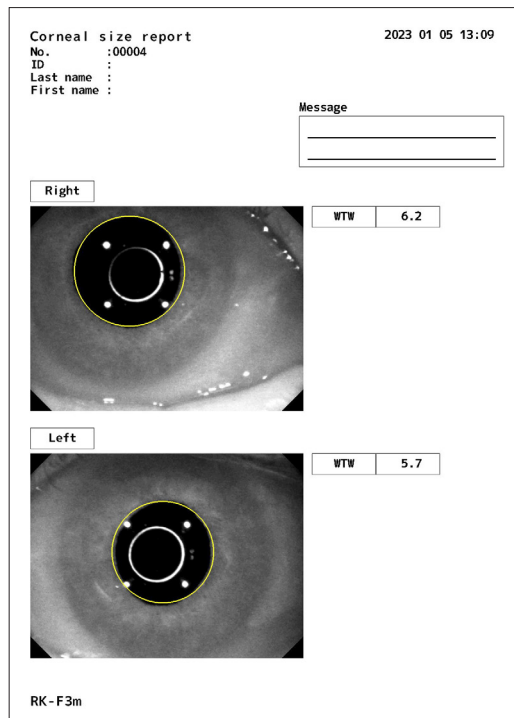 Corneal size report
2023 01 05 13:09
No. :00004
ID :
Last name :
First name :
Message
Right
WTW 6.2
Left
WTW 5.7
RK-F3m